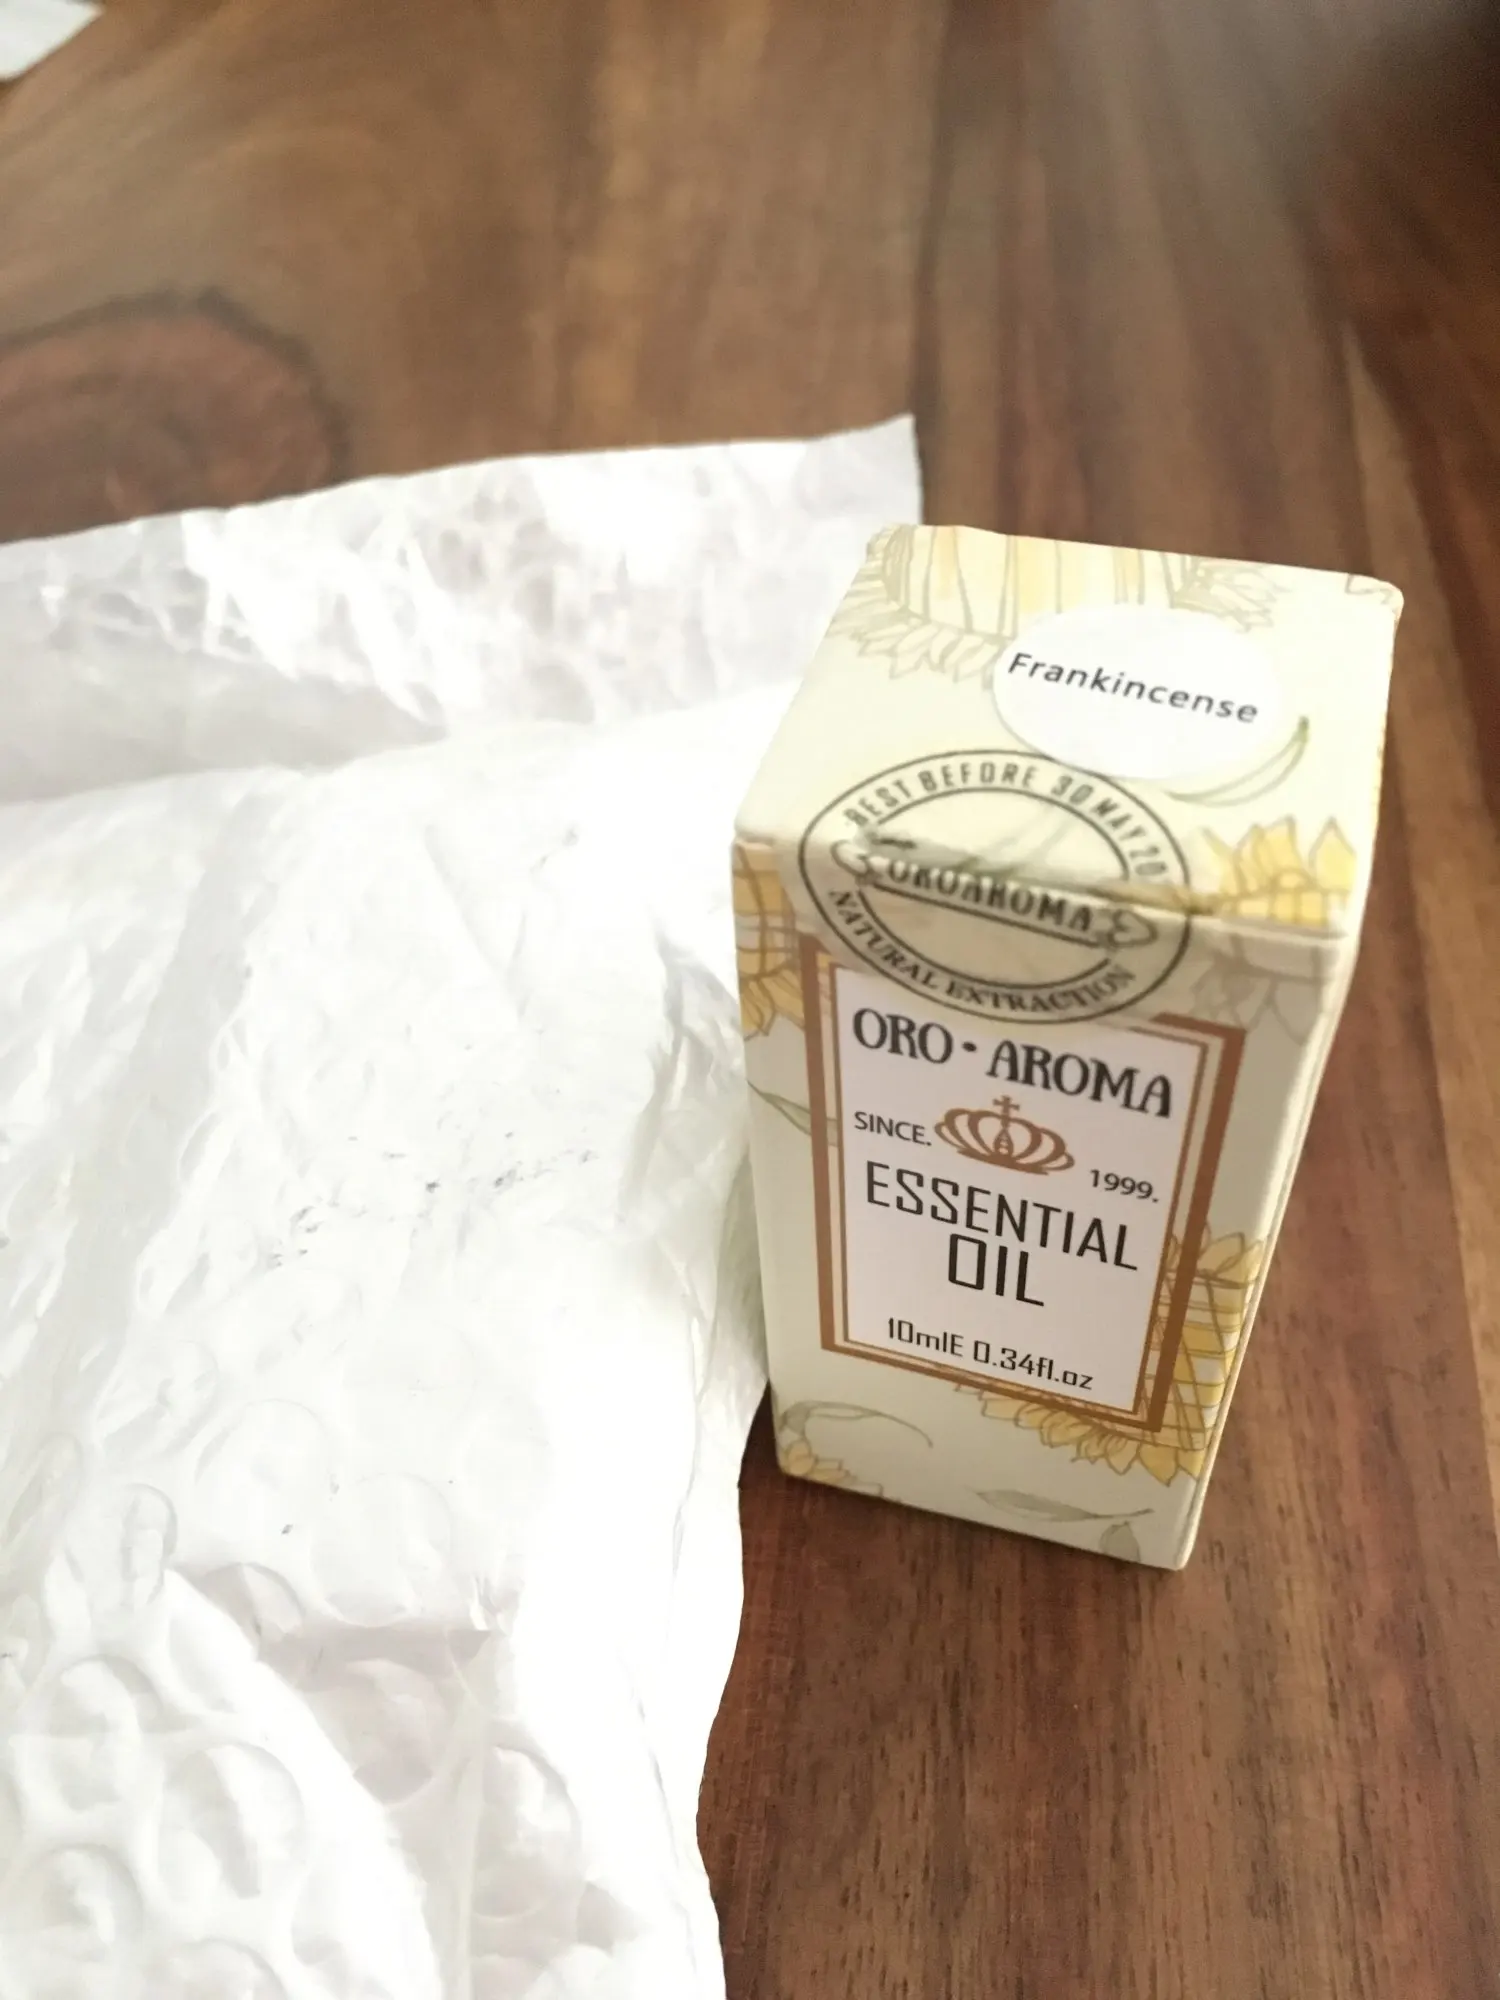 Frankincense
BEST BEFORE 30 MAY 20
OROAROMA
NATURAL EXTRACTION
ORO·AROMA
SINCE. 1999.
ESSENTIAL
OIL
10mlE 0.34fl.oz